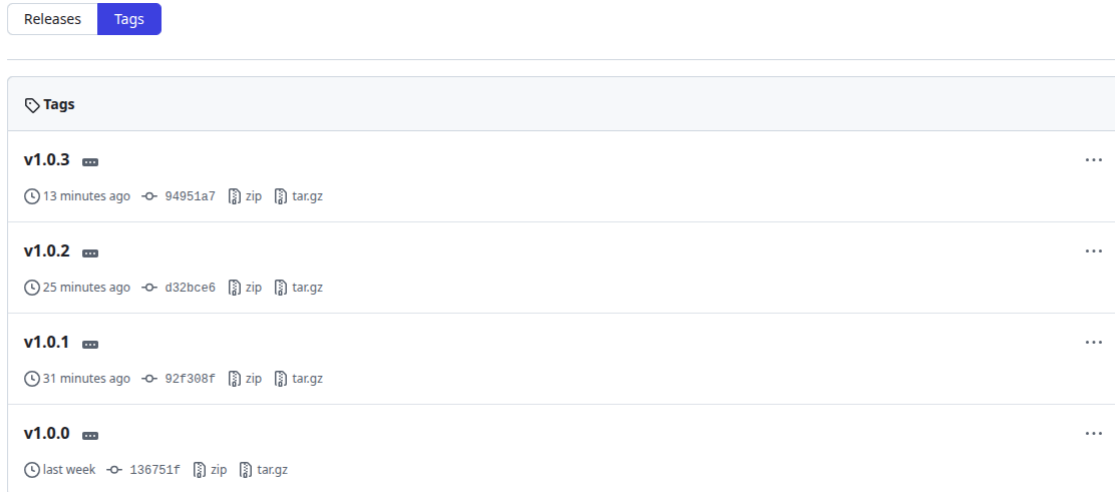 Releases Tags
Tags
v1.0.3
13 minutes ago 94951a7 zip tar.gz
v1.0.2
25 minutes ago d32bce6 zip tar.gz
v1.0.1
31 minutes ago 92f308f zip tar.gz
v1.0.0
last week 136751f zip tar.gz